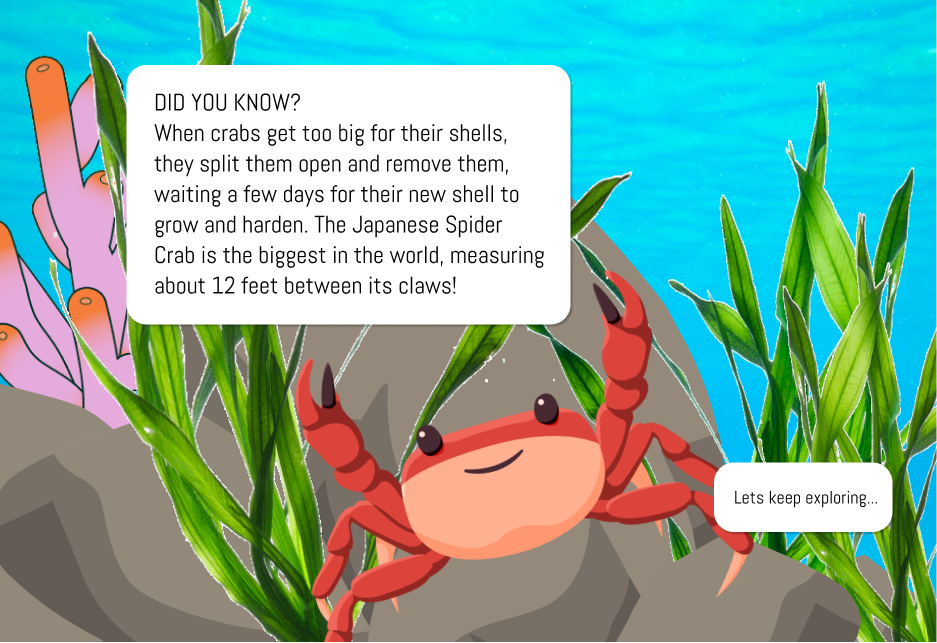 DID YOU KNOW?
When crabs get too big for their shells,
they split them open and remove them,
waiting a few days for their new shell to
grow and harden. The Japanese Spider
Crab is the biggest in the world, measuring
about 12 feet between its claws!
Lets keep exploring...